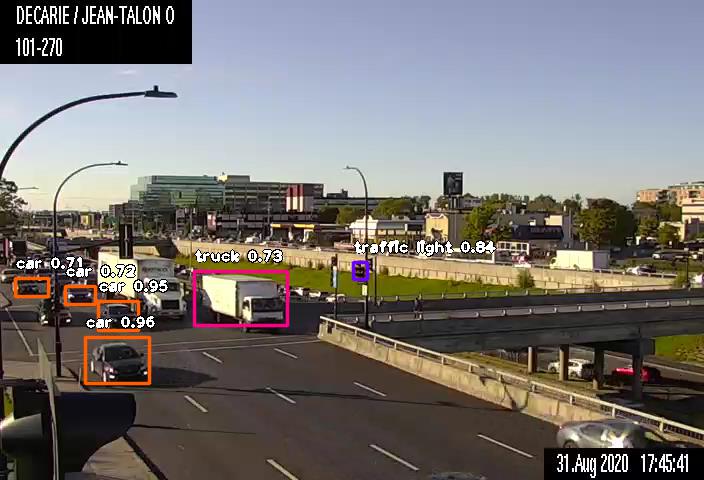 DECARIE / JEAN-TALON O
101-270
truck 0.73
traffic light 0.84
car 0.71
car 0.72
car 0.95
car 0.96
31.Aug 2020 17:45:41